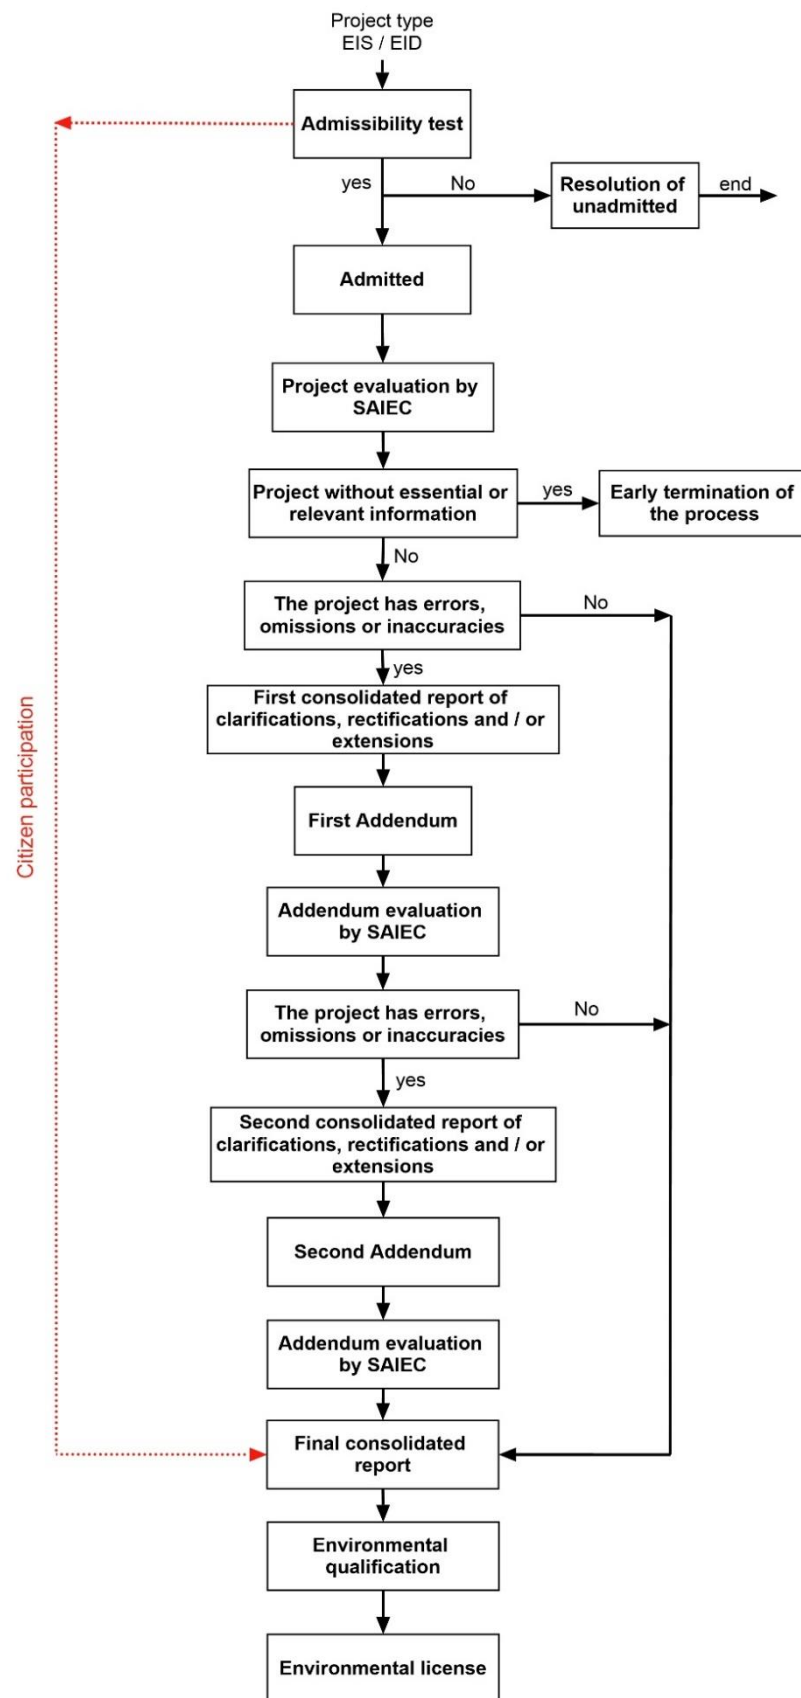 Project type
EIS / EID
Admissibility test
yes
No
Resolution of
unadmitted
end
Admitted
Project evaluation by
SAIEC
Project without essential or
relevant information
yes
Early termination of
the process
No
The project has errors,
omissions or inaccuracies
No
yes
First consolidated report of
clarifications, rectifications and / or
extensions
Citizen participation
First Addendum
Addendum evaluation
by SAIEC
The project has errors,
omissions or inaccuracies
No
yes
Second consolidated report of
clarifications, rectifications and / or
extensions
Second Addendum
Addendum evaluation
by SAIEC
Final consolidated
report
Environmental
qualification
Environmental license